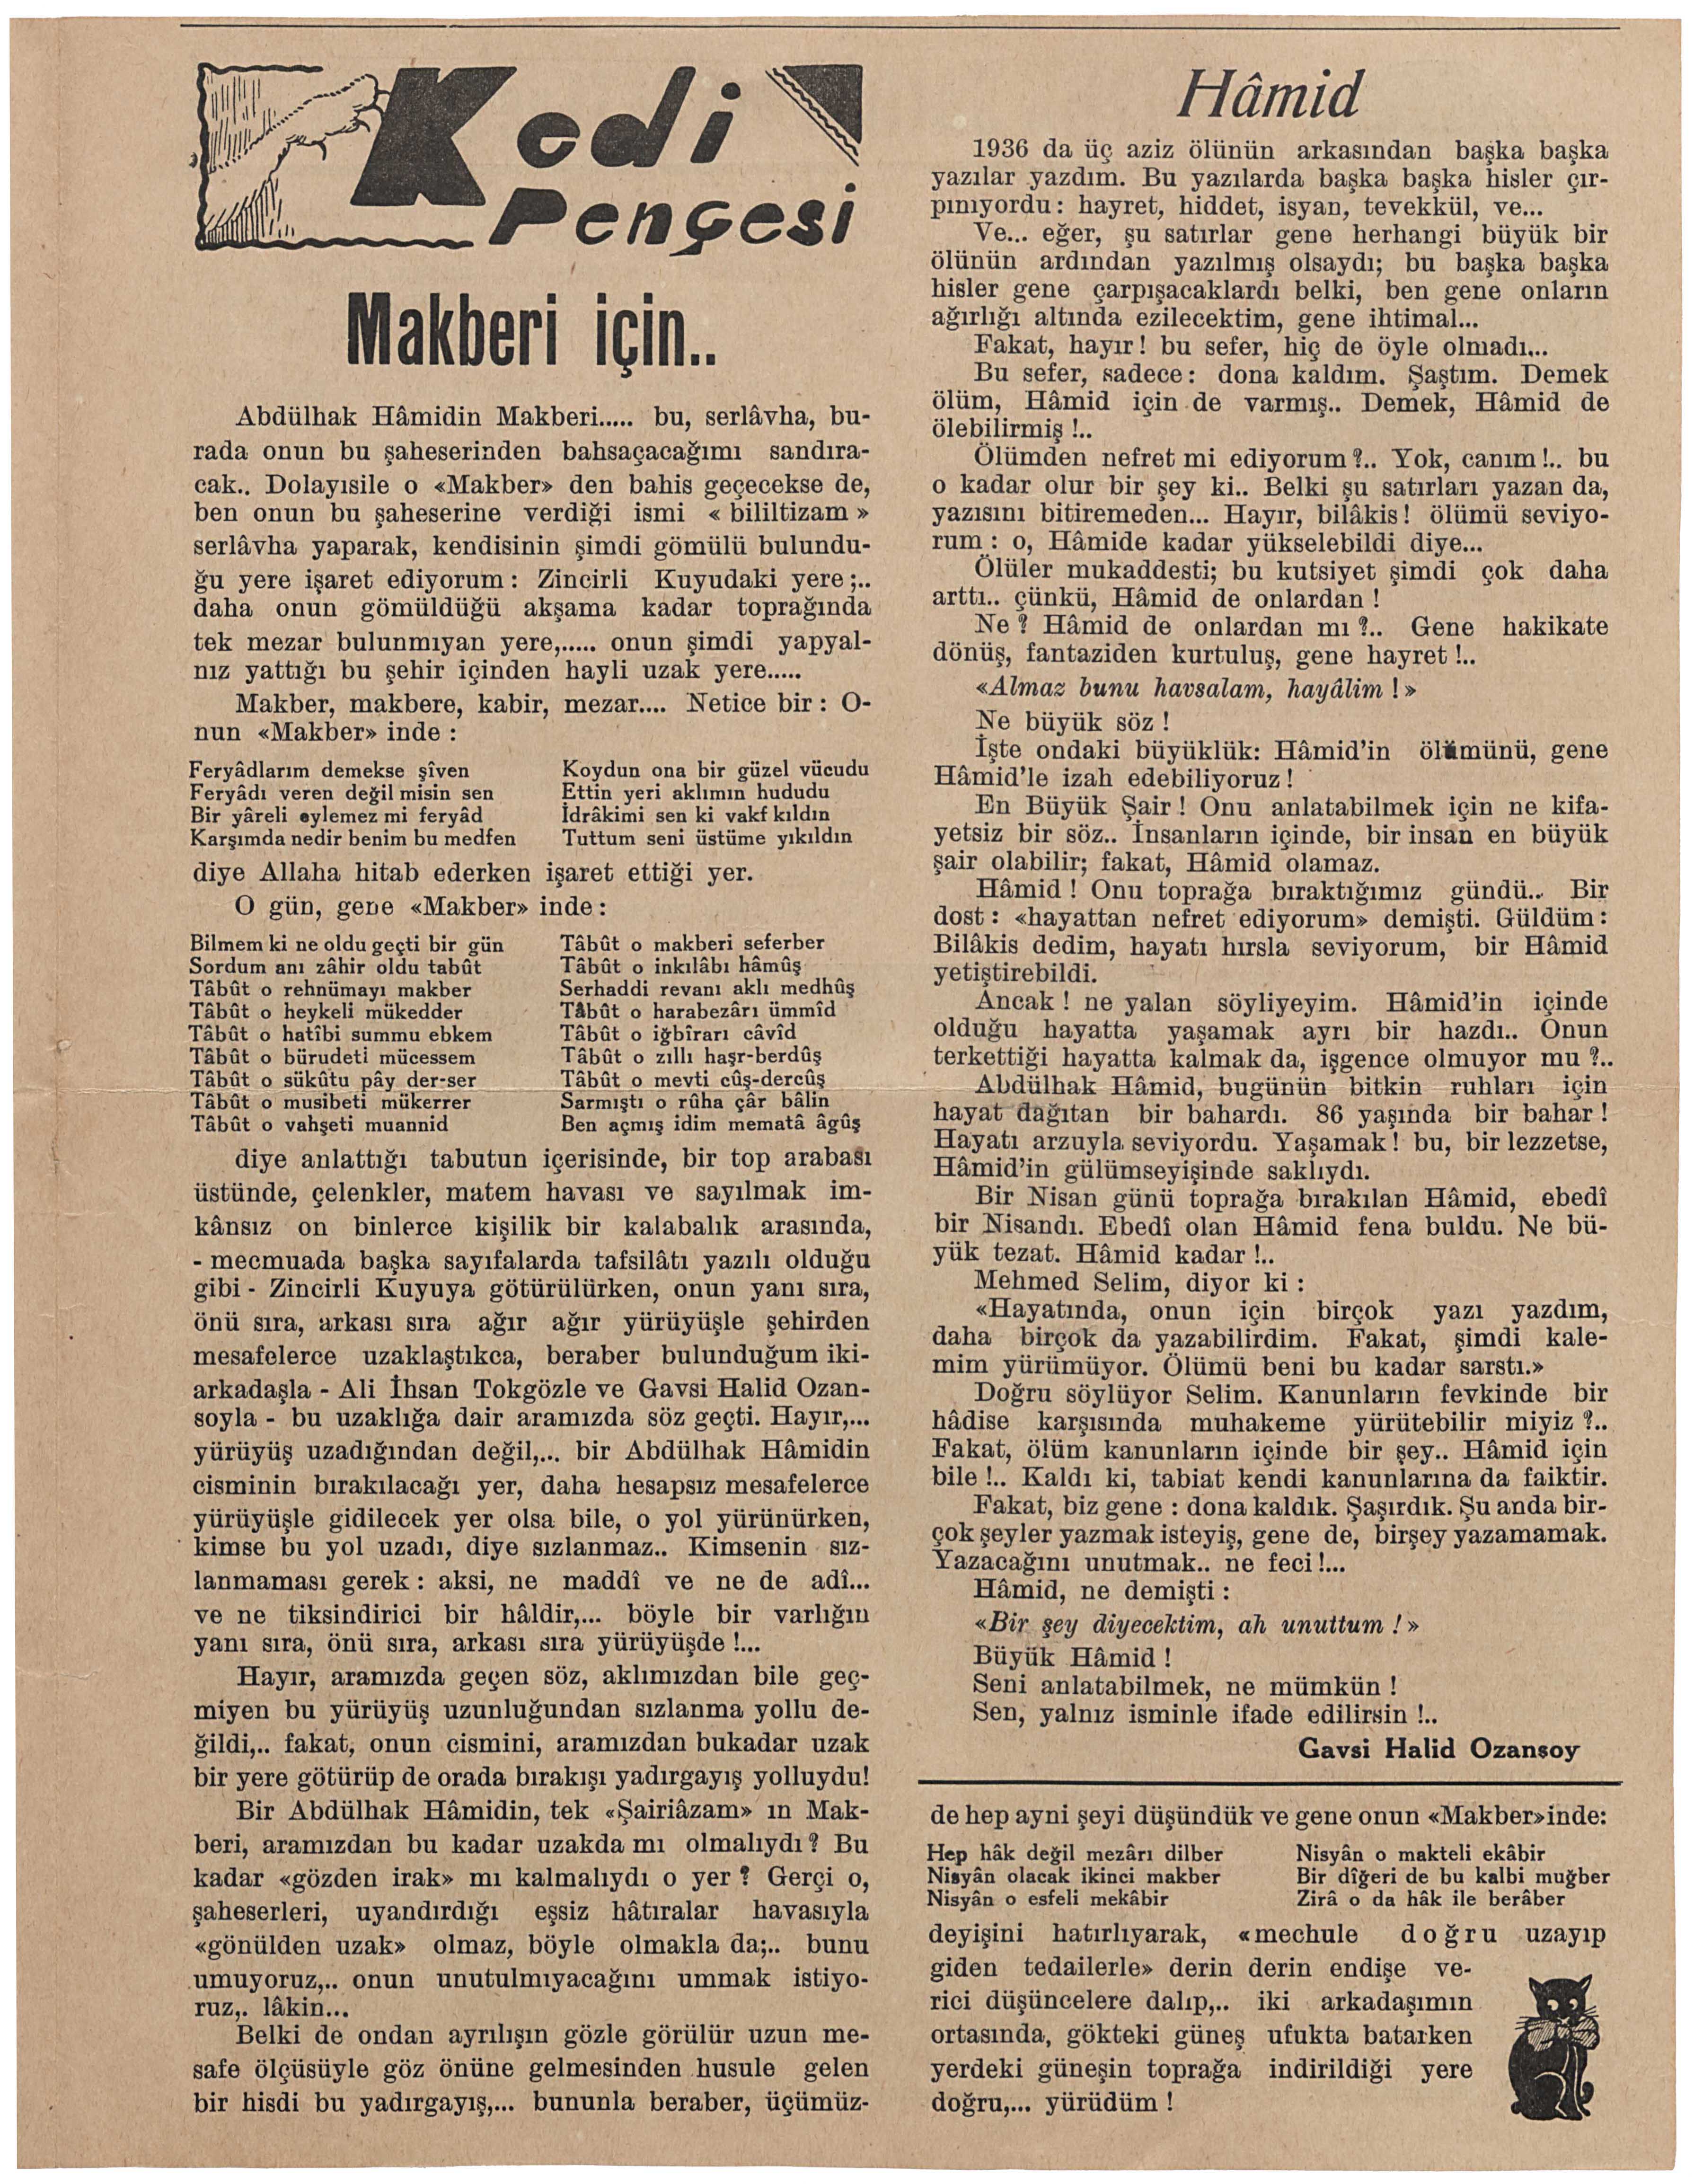 Kedi
Pençesi
Makberi için..
Abdülhak Hâmidin Makberi..... bu, serlâvha, bu-
rada onun bu şaheserinden bahsaçacağımı sandıra-
cak.. Dolayısile o «Makber» den bahis geçecekse de,
ben onun bu şaheserine verdiği ismi « bililtizam »
serlâvha yaparak, kendisinin şimdi gömülü bulundu-
ğu yere işaret ediyorum : Zincirli Kuyudaki yere ;..
daha onun gömüldüğü akşama kadar toprağında
tek mezar bulunmıyan yere,..... onun şimdi yapyal-
nız yattığı bu şehir içinden hayli uzak yere.....
Makber, makbere, kabir, mezar.... Netice bir : O-
nun «Makber» inde :
Feryâdlarım demekse şîven
Feryâdı veren değil misin sen
Bir yâreli eylemez mi feryâd
Karşımda nedir benim bu medfen
Koydun ona bir güzel vücudu
Ettin yeri aklımın hududu
İdrâkimi sen ki vakf kıldın
Tuttum seni üstüme yıkıldın
diye Allaha hitab ederken işaret ettiği yer.
O gün, gene «Makber» inde :
Bilmem ki ne oldu geçti bir gün
Sordum anı zâhir oldu tabût
Tâbût o rehnümayı makber
Tâbût o heykeli mükedder
Tâbût o hatîbi summu ebkem
Tâbût o bürudeti mücessem
Tâbût o sükûtu pây der-ser
Tâbût o musibeti mükerrer
Tâbût o vahşeti muannid
Tâbût o makberi seferber
Tâbût o inkılâbı hâmûş
Serhaddi revanı aklı medhûş
Tâbût o harabezârı ümmîd
Tâbût o iğbîrarı câvîd
Tâbût o zıllı haşr-berdûş
Tâbût o mevti cûş-dercûş
Sarmıştı o rûha çâr bâlin
Ben açmış idim mematâ âgûş
diye anlattığı tabutun içerisinde, bir top arabası
üstünde, çelenkler, matem havası ve sayılmak im-
kânsız on binlerce kişilik bir kalabalık arasında,
- mecmuada başka sayıfalarda tafsilâtı yazılı olduğu
gibi - Zincirli Kuyuya götürülürken, onun yanı sıra,
önü sıra, arkası sıra ağır ağır yürüyüşle şehirden
mesafelerce uzaklaştıkca, beraber bulunduğum iki-
arkadaşla - Ali İhsan Tokgözle ve Gavsi Halid Ozan-
soyla - bu uzaklığa dair aramızda söz geçti. Hayır,...
yürüyüş uzadığından değil,... bir Abdülhak Hâmidin
cisminin bırakılacağı yer, daha hesapsız mesafelerce
yürüyüşle gidilecek yer olsa bile, o yol yürünürken,
kimse bu yol uzadı, diye sızlanmaz.. Kimsenin sız-
lanmaması gerek : aksi, ne maddî ve ne de adî...
ve ne tiksindirici bir hâldir,... böyle bir varlığın
yanı sıra, önü sıra, arkası sıra yürüyüşde !...
Hayır, aramızda geçen söz, aklımızdan bile geç-
miyen bu yürüyüş uzunluğundan sızlanma yollu de-
ğildi,.. fakat, onun cismini, aramızdan bukadar uzak
bir yere götürüp de orada bırakışı yadırgayış yolluydu!
Bir Abdülhak Hâmidin, tek «Şairiâzam» ın Mak-
beri, aramızdan bu kadar uzakda mı olmalıydı ? Bu
kadar «gözden irak» mı kalmalıydı o yer ? Gerçi o,
şaheserleri, uyandırdığı eşsiz hâtıralar havasıyla
«gönülden uzak» olmaz, böyle olmakla da;.. bunu
umuyoruz,.. onun unutulmıyacağını ummak istiyo-
ruz,. lâkin...
Belki de ondan ayrılışın gözle görülür uzun me-
safe ölçüsüyle göz önüne gelmesinden husule gelen
bir hisdi bu yadırgayış,... bununla beraber, üçümüz-
Hâmid
1936 da üç aziz ölünün arkasından başka başka
yazılar yazdım. Bu yazılarda başka başka hisler çır-
pınıyordu : hayret, hiddet, isyan, tevekkül, ve...
Ve... eğer, şu satırlar gene herhangi büyük bir
ölünün ardından yazılmış olsaydı; bu başka başka
hisler gene çarpışacaklardı belki, ben gene onların
ağırlığı altında ezilecektim, gene ihtimal...
Fakat, hayır ! bu sefer, hiç de öyle olmadı...
Bu sefer, sadece : dona kaldım. Şaştım. Demek
ölüm, Hâmid için de varmış.. Demek, Hâmid de
ölebilirmiş !..
Ölümden nefret mi ediyorum ?.. Yok, canım !.. bu
o kadar olur bir şey ki.. Belki şu satırları yazan da,
yazısını bitiremeden... Hayır, bilâkis ! ölümü seviyo-
rum : o, Hâmide kadar yükselebildi diye...
Ölüler mukaddesti; bu kutsiyet şimdi çok daha
arttı.. çünkü, Hâmid de onlardan !
Ne ? Hâmid de onlardan mı ?.. Gene hakikate
dönüş, fantaziden kurtuluş, gene hayret !..
«Almaz bunu havsalam, hayâlim ! »
Ne büyük söz !
İşte ondaki büyüklük: Hâmid'in ölümünü, gene
Hâmid'le izah edebiliyoruz !
En Büyük Şair ! Onu anlatabilmek için ne kifa-
yetsiz bir söz.. İnsanların içinde, bir insan en büyük
şair olabilir; fakat, Hâmid olamaz.
Hâmid ! Onu toprağa bıraktığımız gündü.. Bir
dost : «hayattan nefret ediyorum» demişti. Güldüm :
Bilâkis dedim, hayatı hırsla seviyorum, bir Hâmid
yetiştirebildi.
Ancak ! ne yalan söyliyeyim. Hâmid'in içinde
olduğu hayatta yaşamak ayrı bir hazdı.. Onun
terkettiği hayatta kalmak da, işgence olmuyor mu ?..
Abdülhak Hâmid, bugünün bitkin ruhları için
hayat dağıtan bir bahardı. 86 yaşında bir bahar !
Hayatı arzuyla seviyordu. Yaşamak ! bu, bir lezzetse,
Hâmid'in gülümseyişinde saklıydı.
Bir Nisan günü toprağa bırakılan Hâmid, ebedî
bir Nisandı. Ebedî olan Hâmid fena buldu. Ne bü-
yük tezat. Hâmid kadar !..
Mehmed Selim, diyor ki :
«Hayatında, onun için birçok yazı yazdım,
daha birçok da yazabilirdim. Fakat, şimdi kale-
mim yürümüyor. Ölümü beni bu kadar sarstı.»
Doğru söylüyor Selim. Kanunların fevkinde bir
hâdise karşısında muhakeme yürütebilir miyiz ?..
Fakat, ölüm kanunların içinde bir şey.. Hâmid için
bile !.. Kaldı ki, tabiat kendi kanunlarına da faiktir.
Fakat, biz gene : dona kaldık. Şaşırdık. Şu anda bir-
çok şeyler yazmak isteyiş, gene de, birşey yazamamak.
Yazacağını unutmak.. ne feci !...
Hâmid, ne demişti :
«Bir şey diyecektim, ah unuttum ! »
Büyük Hâmid !
Seni anlatabilmek, ne mümkün !
Sen, yalnız isminle ifade edilirsin !..
Gavsi Halid Ozansoy
de hep ayni şeyi düşündük ve gene onun «Makber»inde:
Hep hâk değil mezârı dilber
Nisyân olacak ikinci makber
Nisyân o esfeli mekâbir
Nisyân o makteli ekâbir
Bir dîğeri de bu kalbi muğber
Zirâ o da hâk ile berâber
deyişini hatırlıyarak, «mechule doğru uzayıp
giden tedailerle» derin derin endişe ve-
rici düşüncelere dalıp,.. iki arkadaşımın
ortasında, gökteki güneş ufukta batarken
yerdeki güneşin toprağa indirildiği yere
doğru,... yürüdüm !